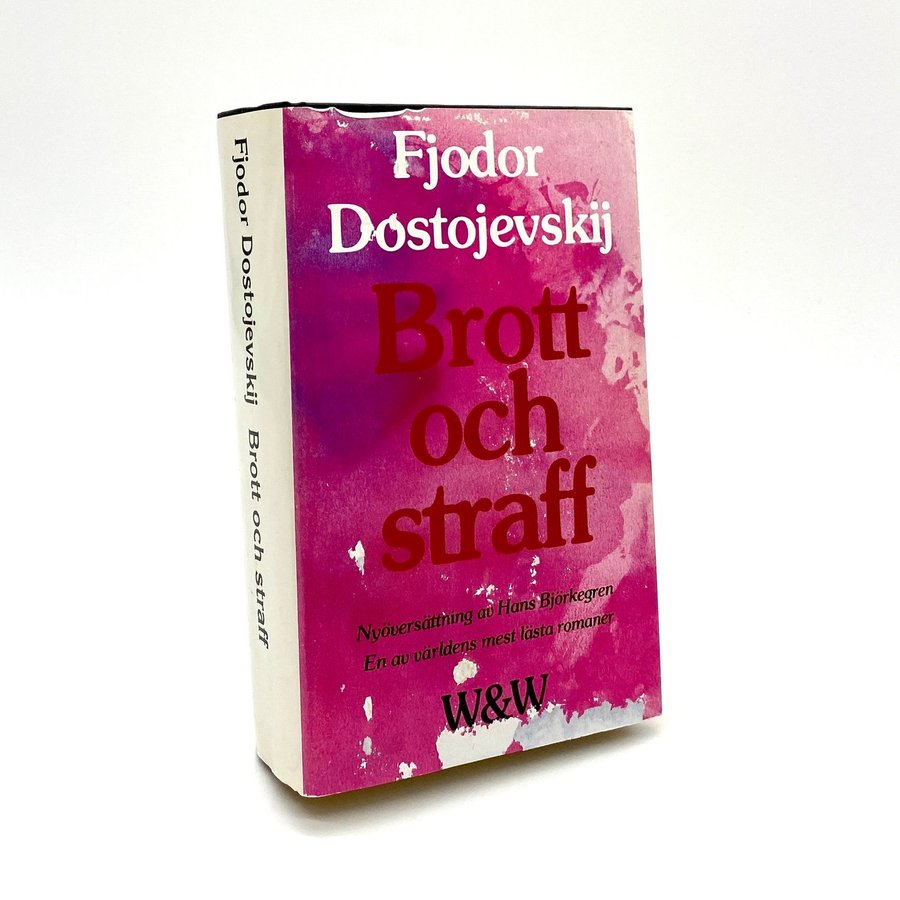 Fjodor Dostojevskij Brott och straff
Fjodor
Dostojevskij
Brott
och
straff
Nyöversättning av Hans Björkegren
En av världens mest lästa romaner
W&W